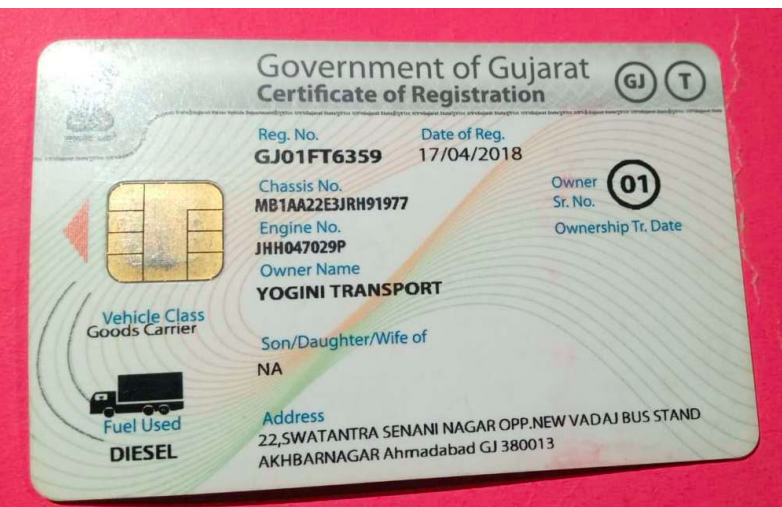 Government of Gujarat
Certificate of Registration
GJ T
Reg. No. Date of Reg.
GJ01FT6359 17/04/2018
Chassis No.
MB1AA22E3JRH91977
Owner 01
Sr. No.
Engine No.
JHH047029P
Ownership Tr. Date
Owner Name
YOGINI TRANSPORT
Vehicle Class
Goods Carrier
Son/Daughter/Wife of
NA
Fuel Used
DIESEL
Address
22,SWATANTRA SENANI NAGAR OPP.NEW VADAJ BUS STAND
AKHBARNAGAR Ahmadabad GJ 380013